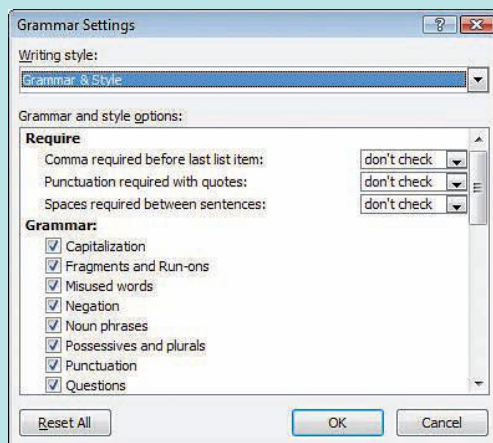 Grammar Settings
Writing style:
Grammar & Style
Grammar and style options:
Require
Comma required before last list item: don't check
Punctuation required with quotes: don't check
Spaces required between sentences: don't check
Grammar:
Capitalization
Fragments and Run-ons
Misused words
Negation
Noun phrases
Possessives and plurals
Punctuation
Questions
Reset All OK Cancel